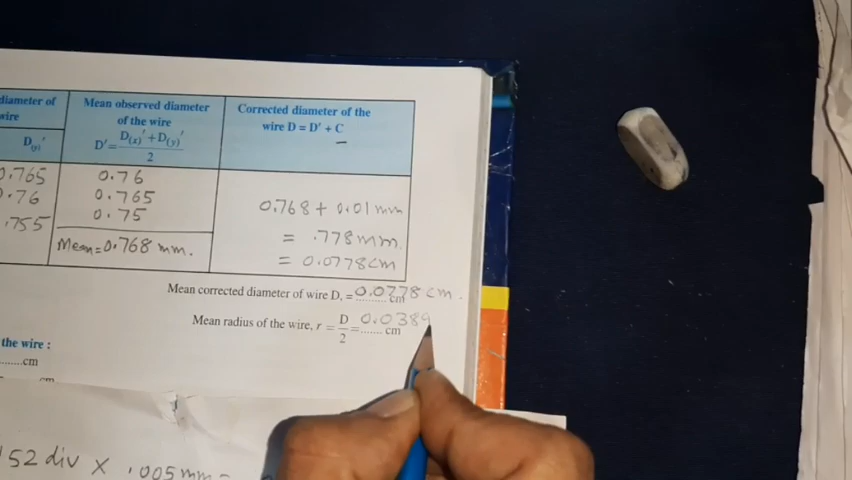 diameter of Mean observed diameter Corrected diameter of the
wire of the wire wire D = D′ + C
D(y)′ D′ = D(x)′ + D(y)′ / 2
0.765 0.76
0.76 0.765 0.768 + 0.01 mm
.755 0.75 = .778 mm.
Mean = 0.768 mm. = 0.0778 cm
Mean corrected diameter of wire D, = 0.0778 cm. ......... cm
Mean radius of the wire, r = D/2 = 0.0389 ....... cm
the wire :
.......cm
cm
152 div × .005 mm =